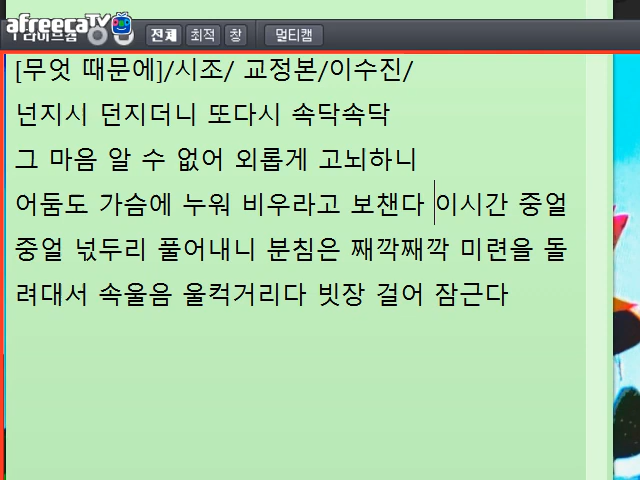 afreecaTV
전체 최적 창 멀티캠
[무엇 때문에]/시조/ 교정본/이수진/
넌지시 던지더니 또다시 속닥속닥
그 마음 알 수 없어 외롭게 고뇌하니
어둠도 가슴에 누워 비우라고 보챈다 이시간 중얼
중얼 넋두리 풀어내니 분침은 째깍째깍 미련을 돌
려대서 속울음 울컥거리다 빗장 걸어 잠근다